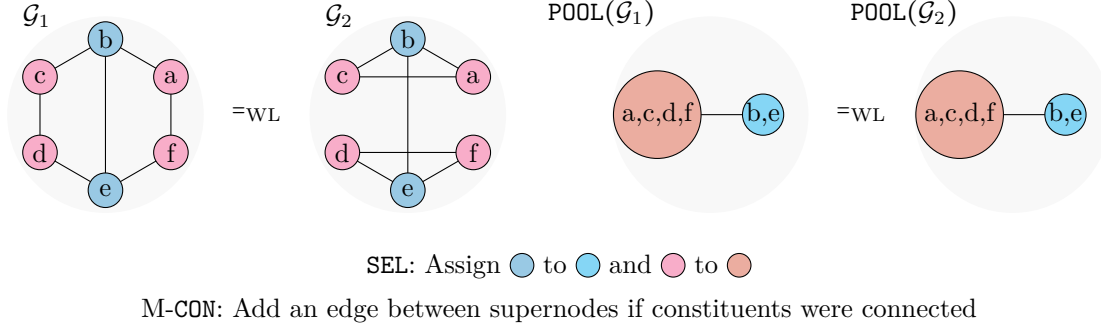 𝒢₁
b
c
a
d
f
e
=WL
𝒢₂
b
c
a
d
f
e
POOL(𝒢₁)
a,c,d,f
b,e
=WL
POOL(𝒢₂)
a,c,d,f
b,e
SEL: Assign to and to
M-CON: Add an edge between supernodes if constituents were connected